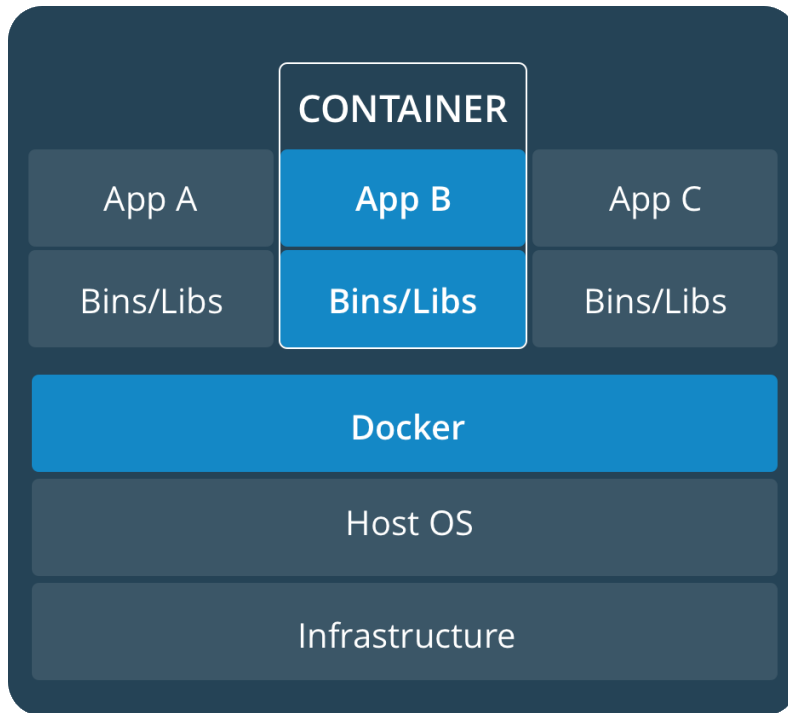 CONTAINER
App A App B App C
Bins/Libs Bins/Libs Bins/Libs
Docker
Host OS
Infrastructure